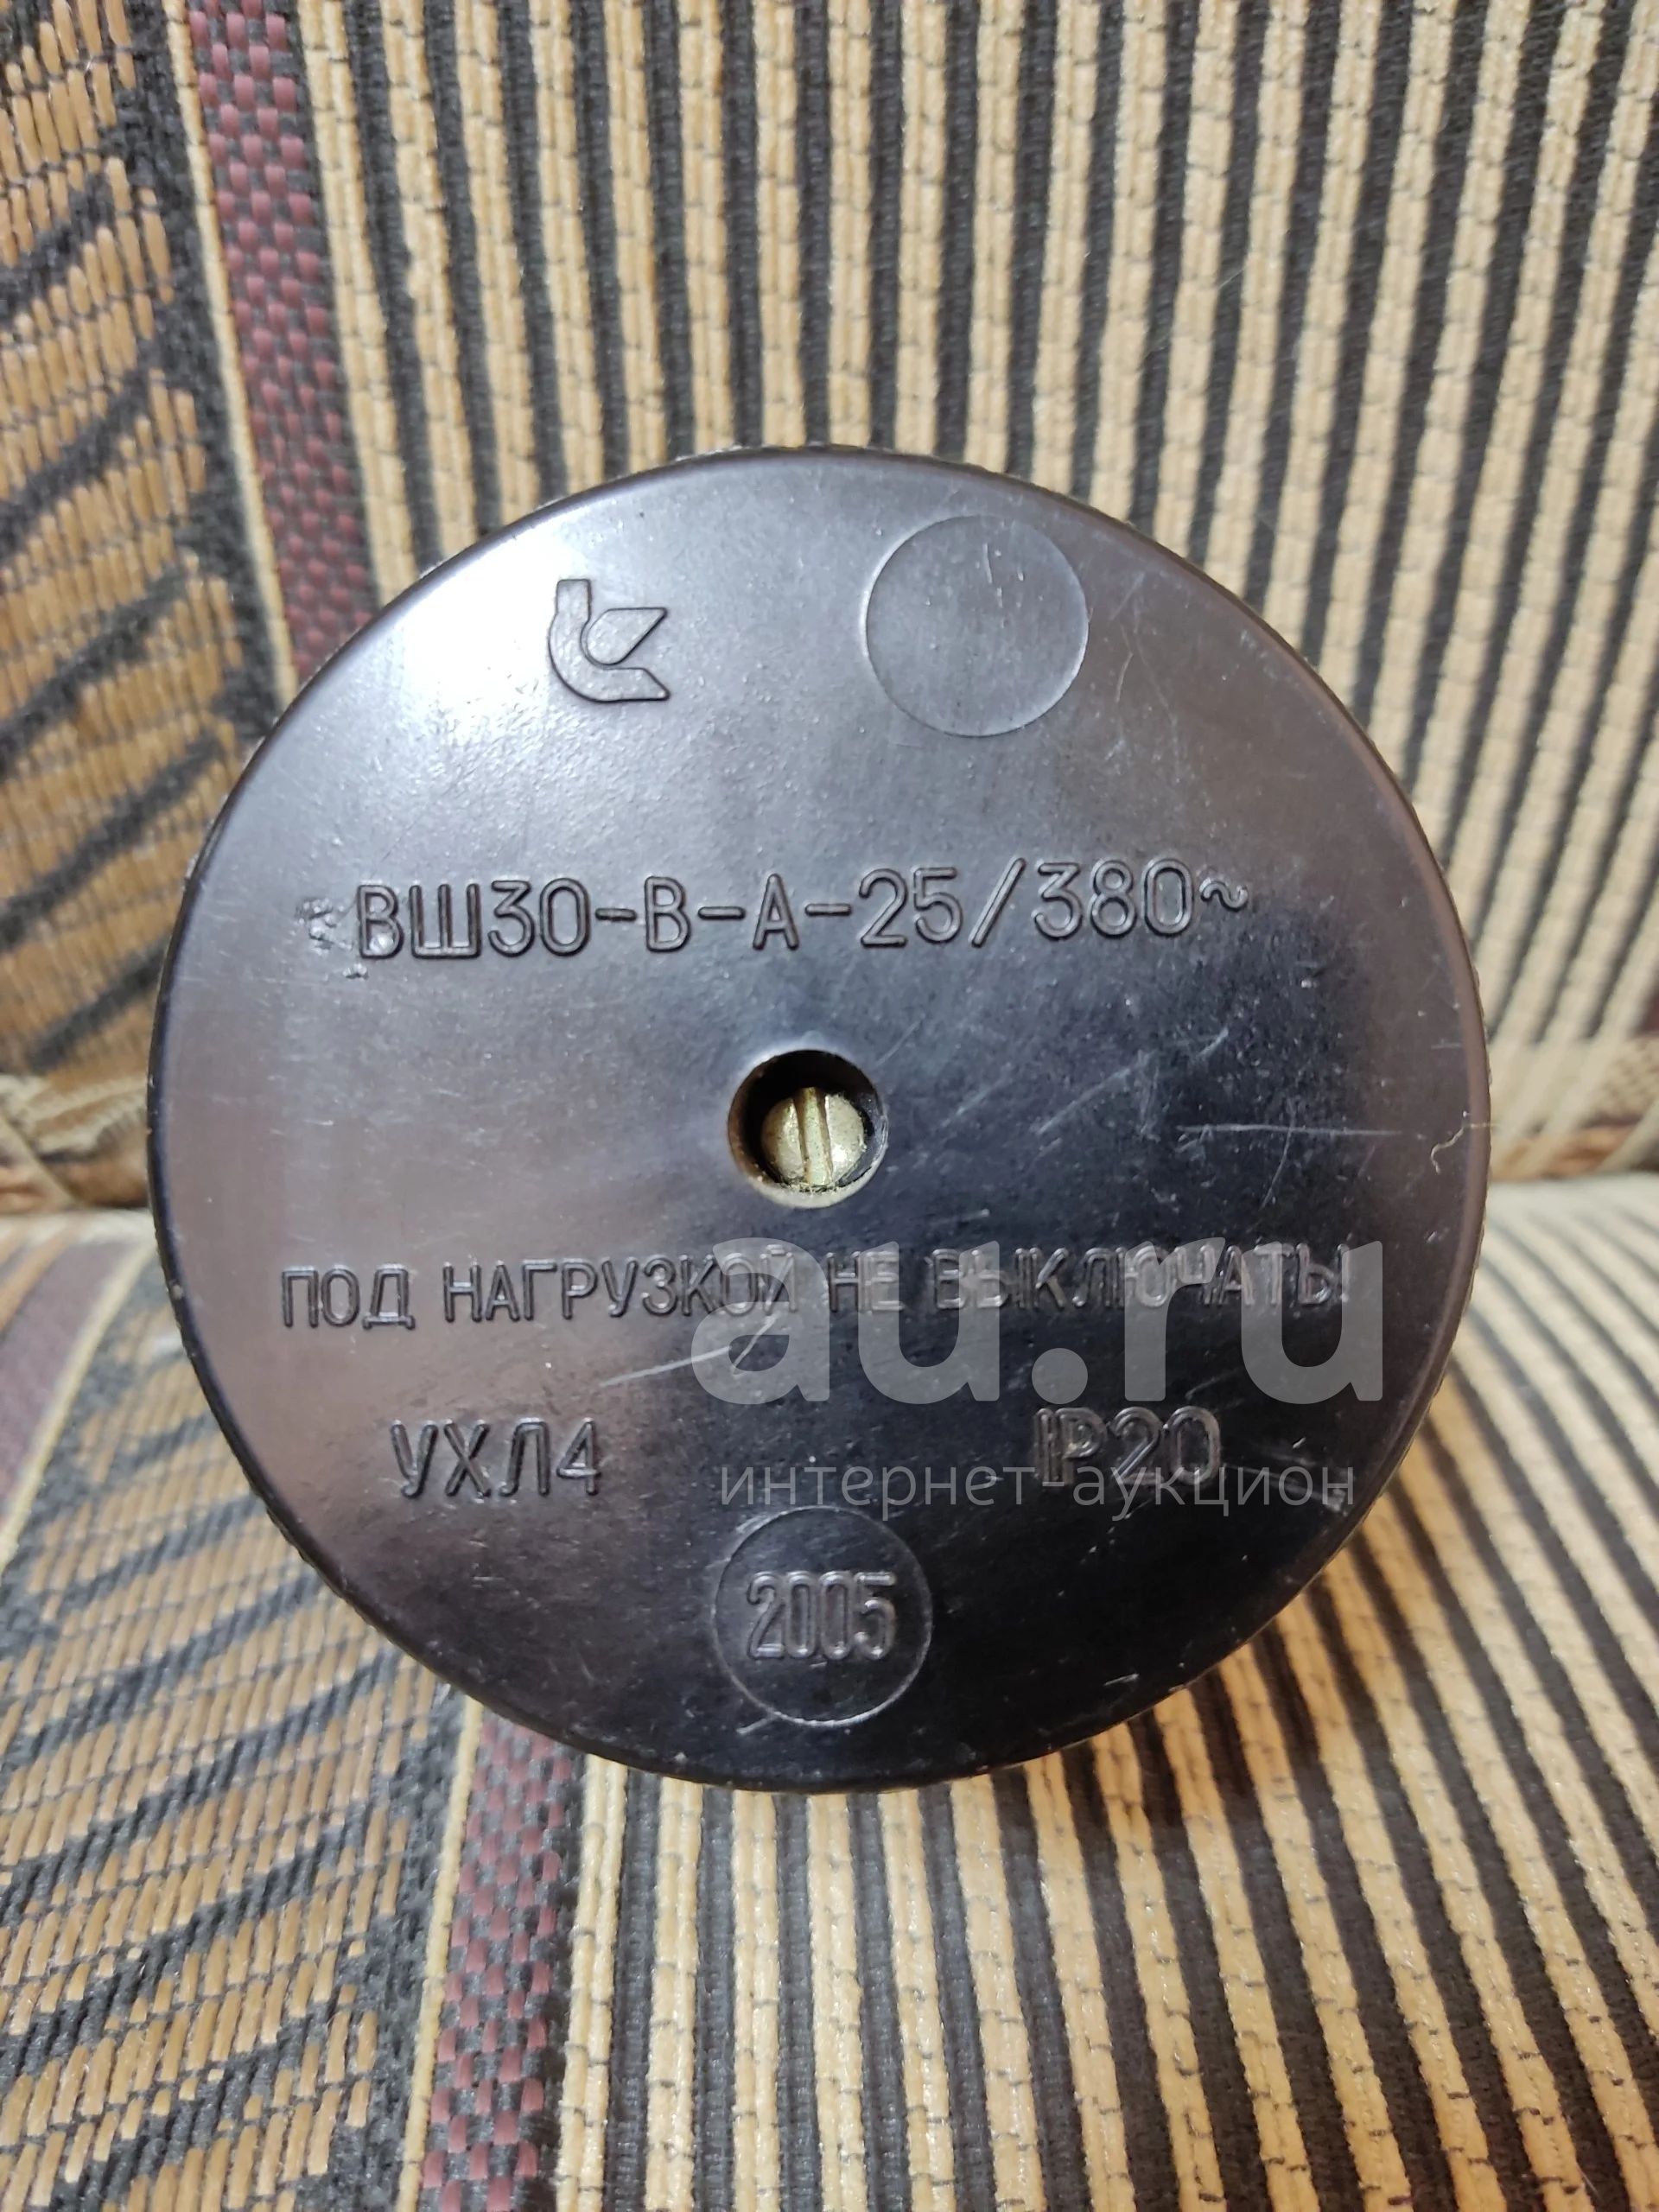 ВШ30-В-А-25/380~
ПОД НАГРУЗКОЙ НЕ ВЫКЛЮЧАТЬ!
au.ru
УХЛ4 IP20
интернет-аукцион
2005